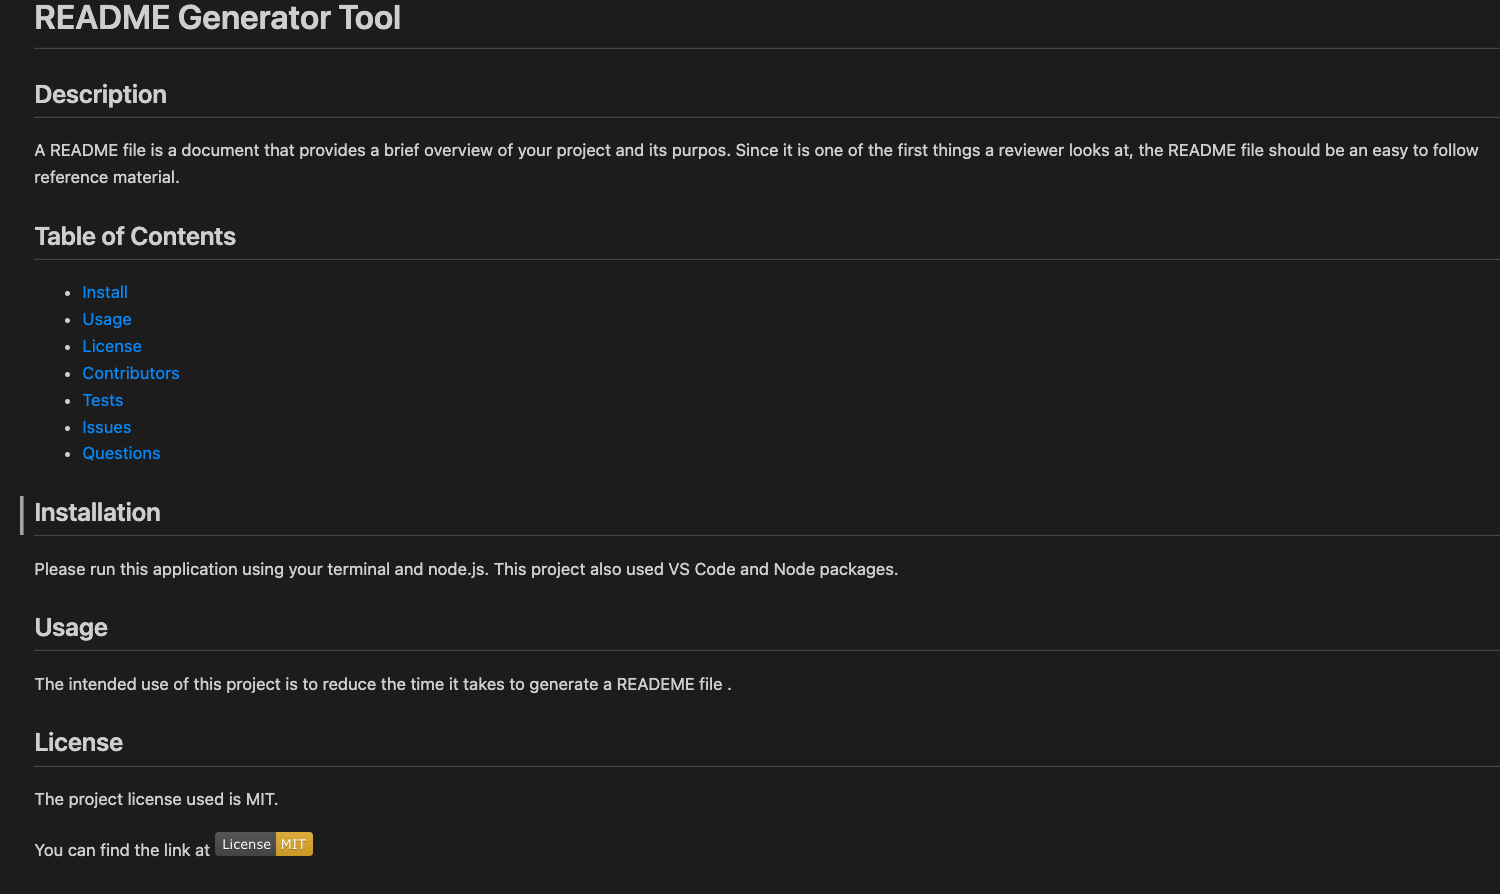 README Generator Tool
Description
A README file is a document that provides a brief overview of your project and its purpos. Since it is one of the first things a reviewer looks at, the README file should be an easy to follow
reference material.
Table of Contents
Install
Usage
License
Contributors
Tests
Issues
Questions
Installation
Please run this application using your terminal and node.js. This project also used VS Code and Node packages.
Usage
The intended use of this project is to reduce the time it takes to generate a READEME file .
License
The project license used is MIT.
You can find the link at License MIT